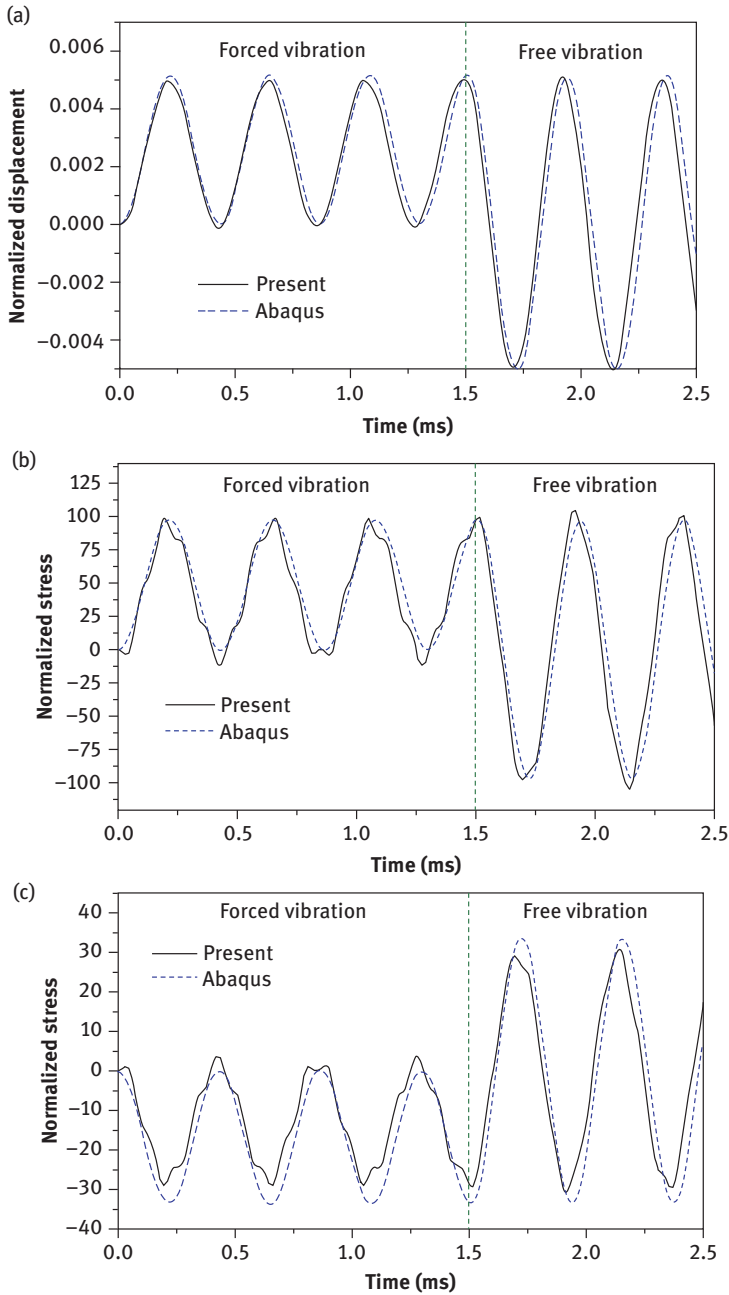 (a)
Forced vibration
Free vibration
Normalized displacement
0.006
0.004
0.002
0.000
−0.002
−0.004
Present
Abaqus
0.0 0.5 1.0 1.5 2.0 2.5
Time (ms)
(b)
Forced vibration
Free vibration
Normalized stress
125
100
75
50
25
0
−25
−50
−75
−100
Present
Abaqus
0.0 0.5 1.0 1.5 2.0 2.5
Time (ms)
(c)
Forced vibration
Free vibration
Normalized stress
45
40
30
20
10
0
−10
−20
−30
−40
Present
Abaqus
0.0 0.5 1.0 1.5 2.0 2.5
Time (ms)